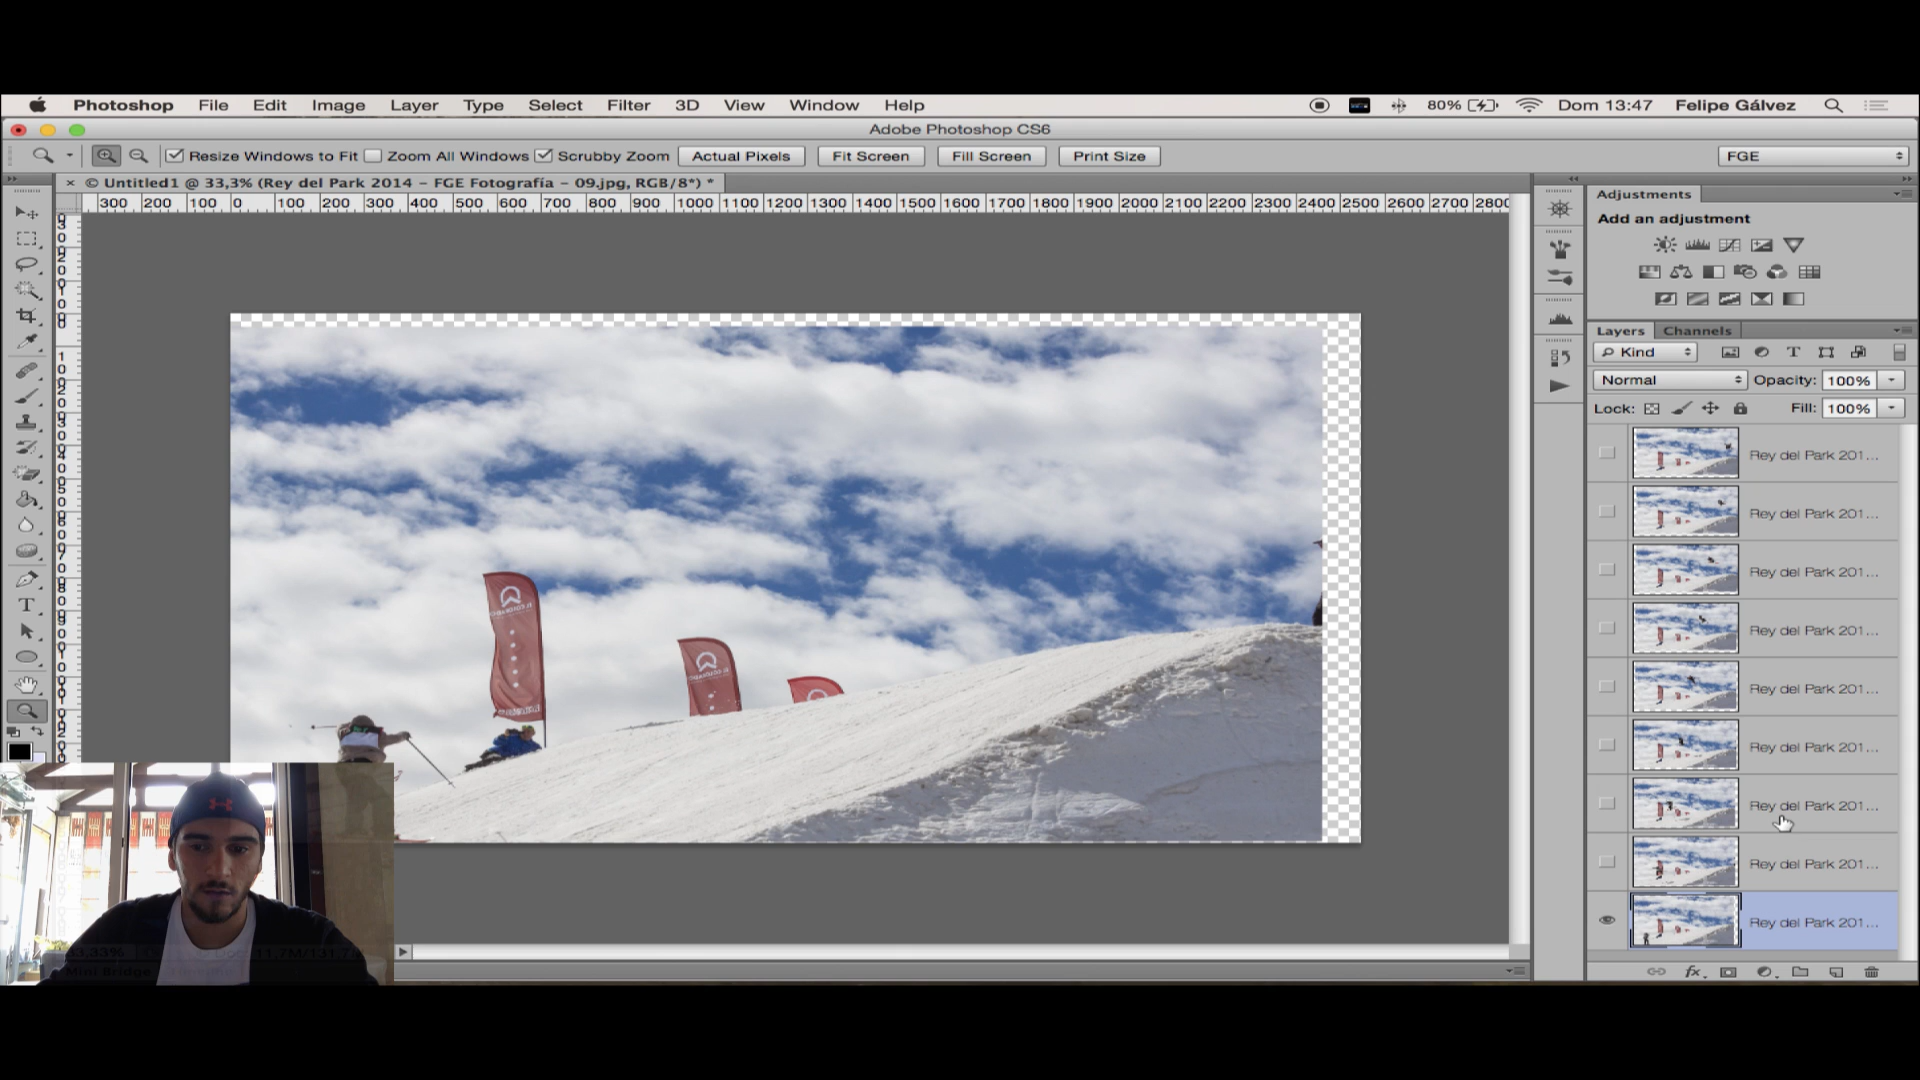 Photoshop File Edit Image Layer Type Select Filter 3D View Window Help 80% Dom 13:47 Felipe Gálvez
Adobe Photoshop CS6
Resize Windows to Fit Zoom All Windows Scrubby Zoom Actual Pixels Fit Screen Fill Screen Print Size FGE
× © Untitled1 @ 33,3% (Rey del Park 2014 – FGE Fotografía – 09.jpg, RGB/8*) *
300 200 100 0 100 200 300 400 500 600 700 800 900 1000 1100 1200 1300 1400 1500 1600 1700 1800 1900 2000 2100 2200 2300 2400 2500 2600 2700 2800
Adjustments
Add an adjustment
Layers Channels
Kind
Normal Opacity: 100%
Lock: Fill: 100%
Rey del Park 201...
Rey del Park 201...
Rey del Park 201...
Rey del Park 201...
Rey del Park 201...
Rey del Park 201...
Rey del Park 201...
Rey del Park 201...
Rey del Park 201...
Mini Bridge